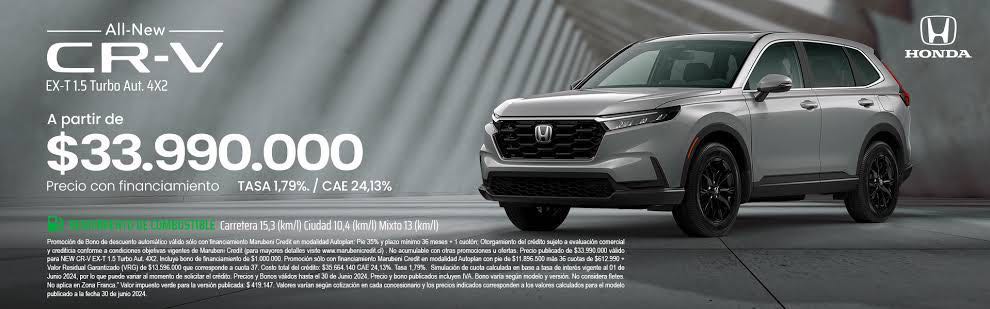 All-New
CR-V
EX-T 1.5 Turbo Aut. 4X2
A partir de
$33.990.000
Precio con financiamiento TASA 1,79%. / CAE 24,13%
HONDA
RENDIMIENTO DE COMBUSTIBLE Carretera 15,3 (km/l) Ciudad 10,4 (km/l) Mixto 13 (km/l)
Promoción de Bono de descuento automático válido sólo con financiamiento Marubeni Credit en modalidad Autoplan: Pie 35% y plazo mínimo 36 meses + 1 cuotón; Otorgamiento del crédito sujeto a evaluación comercial
y crediticia conforme a condiciones objetivas vigentes de Marubeni Credit (para mayores detalles visite www.marubenicredit.cl) . No acumulable con otras promociones u ofertas. Precio publicado de $33.990.000 válido
para NEW CR-V EX-T 1.5 Turbo Aut. 4X2. Incluye bono de financiamiento de $1.000.000. Promoción sólo con financiamiento Marubeni Credit en modalidad Autoplan con pie de $11.896.500 más 36 cuotas de $612.990 +
Valor Residual Garantizado (VRG) de $13.596.000 que corresponde a cuota 37. Costo total del crédito: $35.664.140 CAE 24,13%. Tasa 1,79%. Simulación de cuota calculada en base a tasa de interés vigente al 01 de
Junio 2024, por lo que puede variar al momento de solicitar el crédito. Precios y Bonos válidos hasta el 30 de Junio 2024. Precio y bono publicados incluyen IVA. Bono varía según modelo y versión. No considera fletes.
No aplica en Zona Franca." Valor impuesto verde para la versión publicada: $ 419.147. Valores varían según cotización en cada concesionario y los precios indicados corresponden a los valores calculados para el modelo
publicado a la fecha 30 de junio 2024.